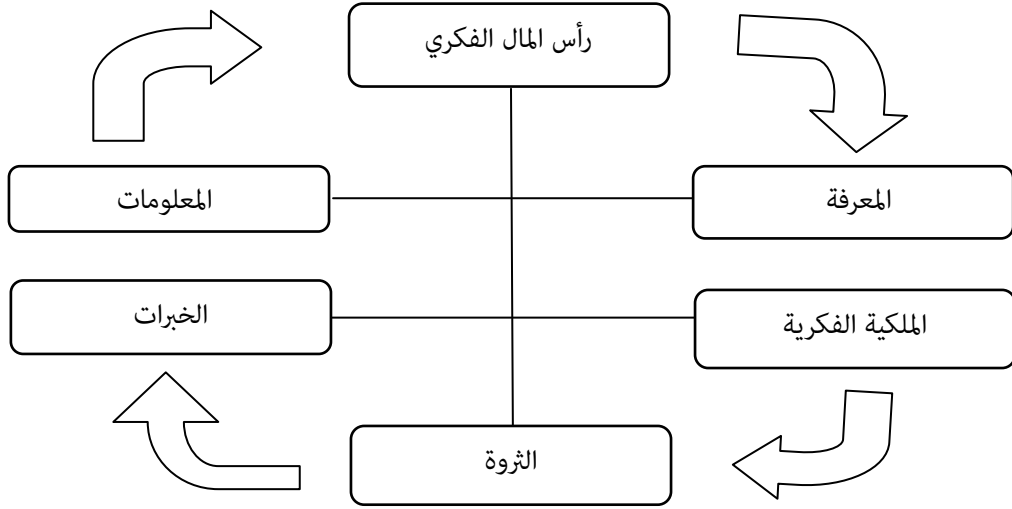 رأس المال الفكري
المعرفة
المعلومات
الملكية الفكرية
الخبرات
الثروة